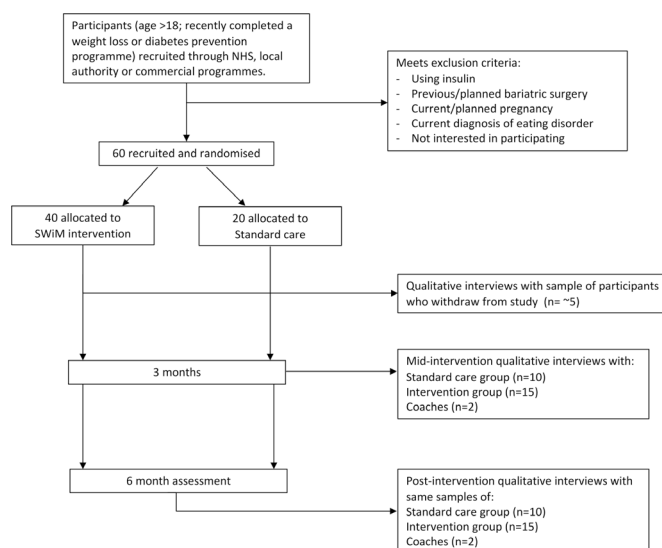 Participants (age >18; recently completed a
weight loss or diabetes prevention
programme) recruited through NHS, local
authority or commercial programmes.
Meets exclusion criteria:
- Using insulin
- Previous/planned bariatric surgery
- Current/planned pregnancy
- Current diagnosis of eating disorder
- Not interested in participating
60 recruited and randomised
40 allocated to
SWiM intervention
20 allocated to
Standard care
Qualitative interviews with sample of participants
who withdraw from study (n= ~5)
3 months
Mid-intervention qualitative interviews with:
Standard care group (n=10)
Intervention group (n=15)
Coaches (n=2)
6 month assessment
Post-intervention qualitative interviews with
same samples of:
Standard care group (n=10)
Intervention group (n=15)
Coaches (n=2)